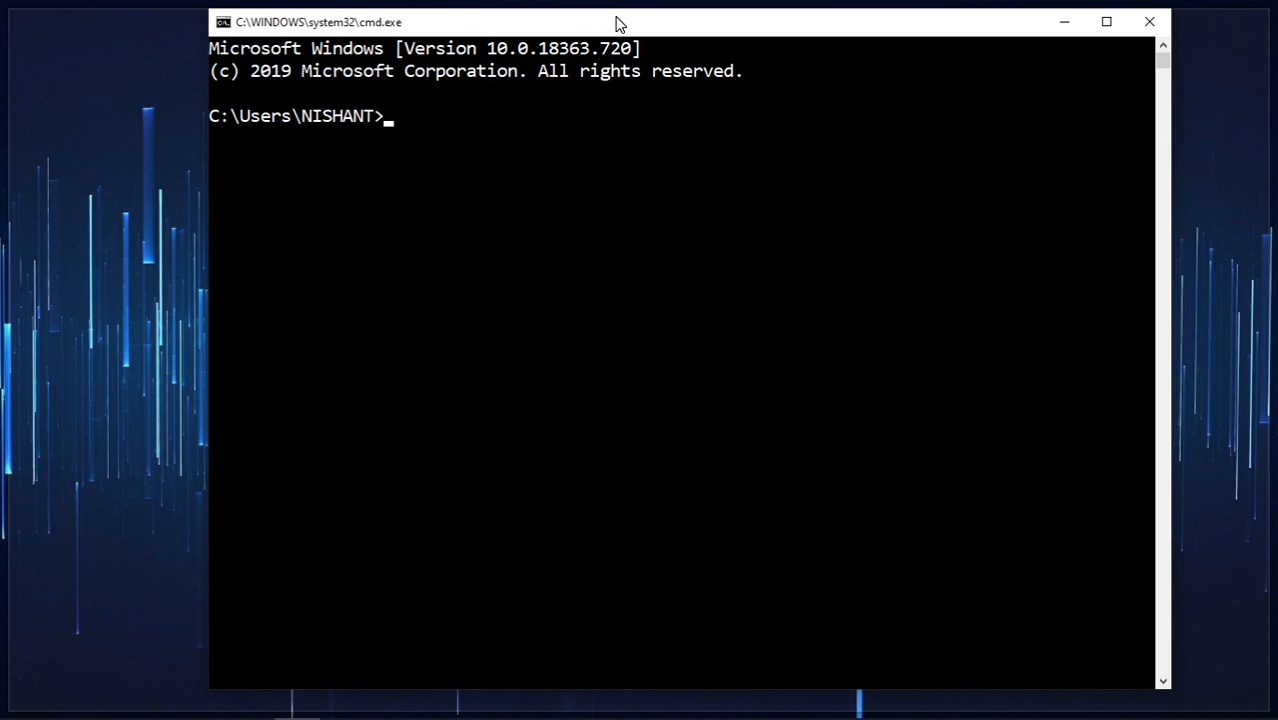 C:\WINDOWS\system32\cmd.exe
Microsoft Windows [Version 10.0.18363.720]
(c) 2019 Microsoft Corporation. All rights reserved.
C:\Users\NISHANT>